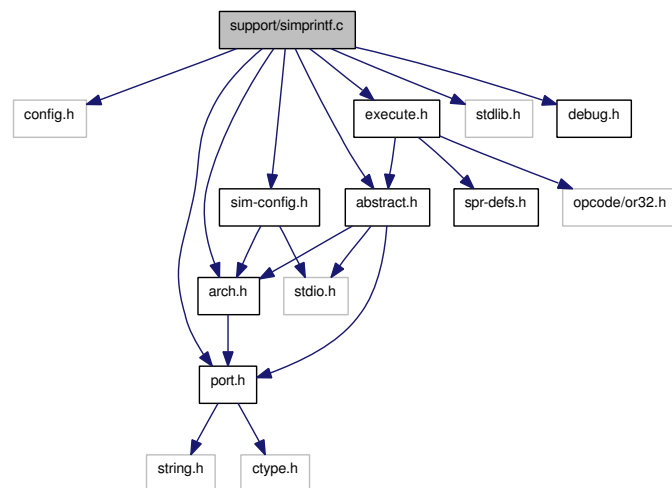 support/simprintf.c
config.h
execute.h
stdlib.h
debug.h
sim-config.h
abstract.h
spr-defs.h
opcode/or32.h
arch.h
stdio.h
port.h
string.h
ctype.h